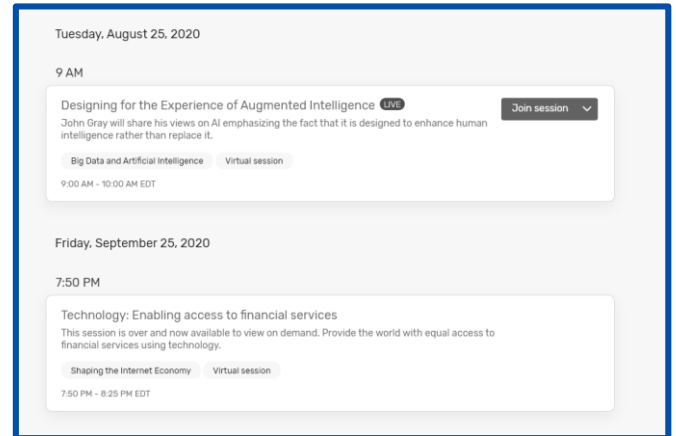 Tuesday, August 25, 2020
9 AM
Designing for the Experience of Augmented Intelligence LIVE
Join session
John Gray will share his views on AI emphasizing the fact that it is designed to enhance human
intelligence rather than replace it.
Big Data and Artificial Intelligence Virtual session
9:00 AM - 10:00 AM EDT
Friday, September 25, 2020
7:50 PM
Technology: Enabling access to financial services
This session is over and now available to view on demand. Provide the world with equal access to
financial services using technology.
Shaping the Internet Economy Virtual session
7:50 PM - 8:25 PM EDT